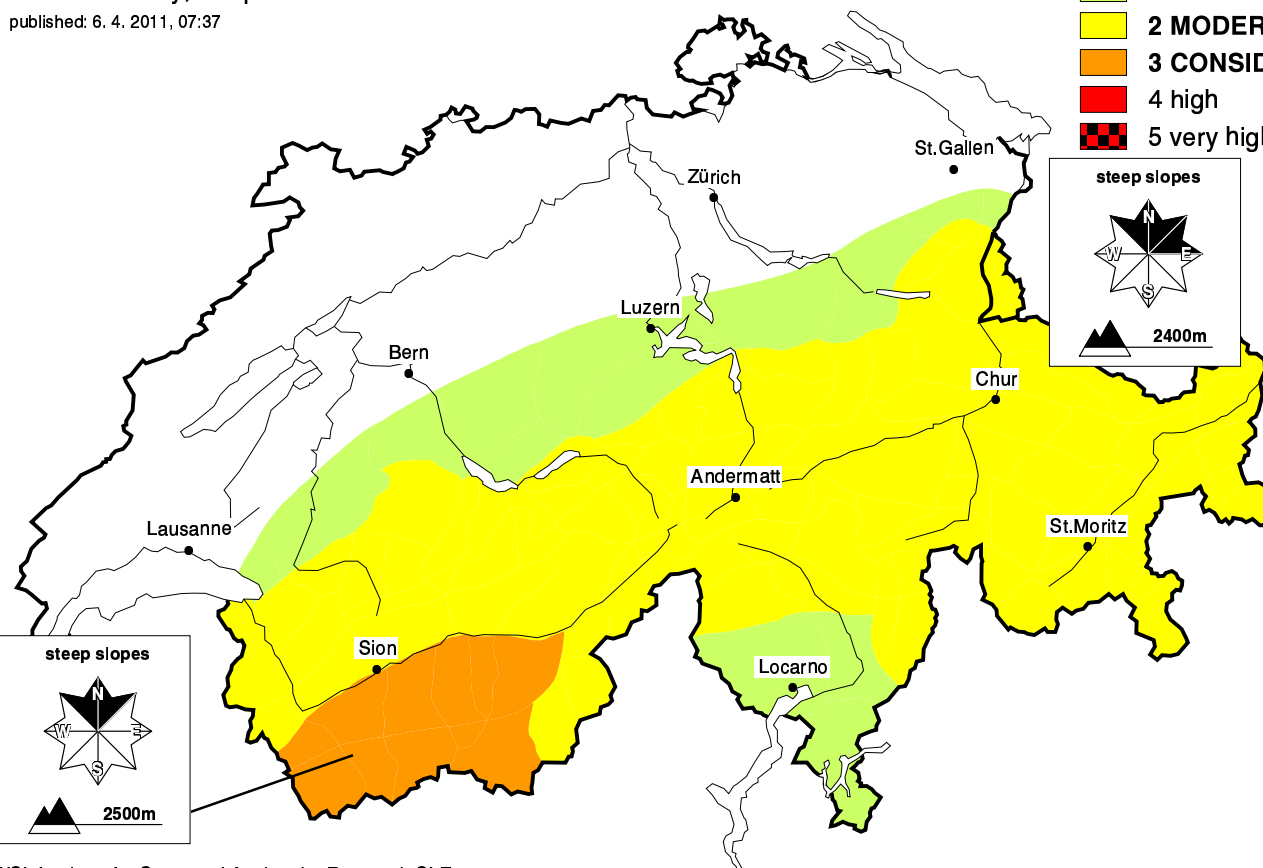 published: 6. 4. 2011, 07:37
2 MODER
3 CONSID
4 high
5 very high
St.Gallen
Zürich
steep slopes
N
W E
S
2400m
Luzern
Bern
Chur
Andermatt
Lausanne
St.Moritz
Sion
Locarno
steep slopes
N
W E
S
2500m